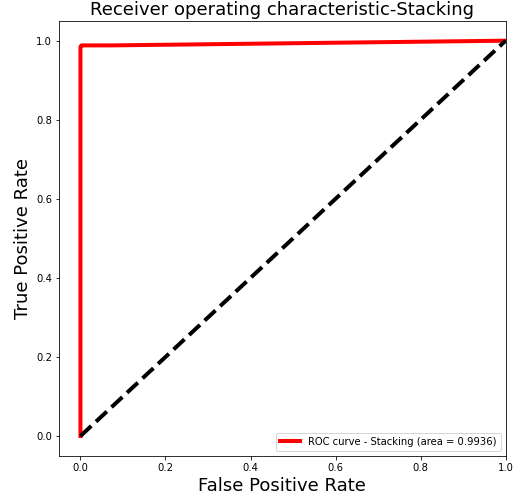 Receiver operating characteristic-Stacking
True Positive Rate
1.0
0.8
0.6
0.4
0.2
0.0
0.0 0.2 0.4 0.6 0.8 1.0
False Positive Rate
ROC curve - Stacking (area = 0.9936)